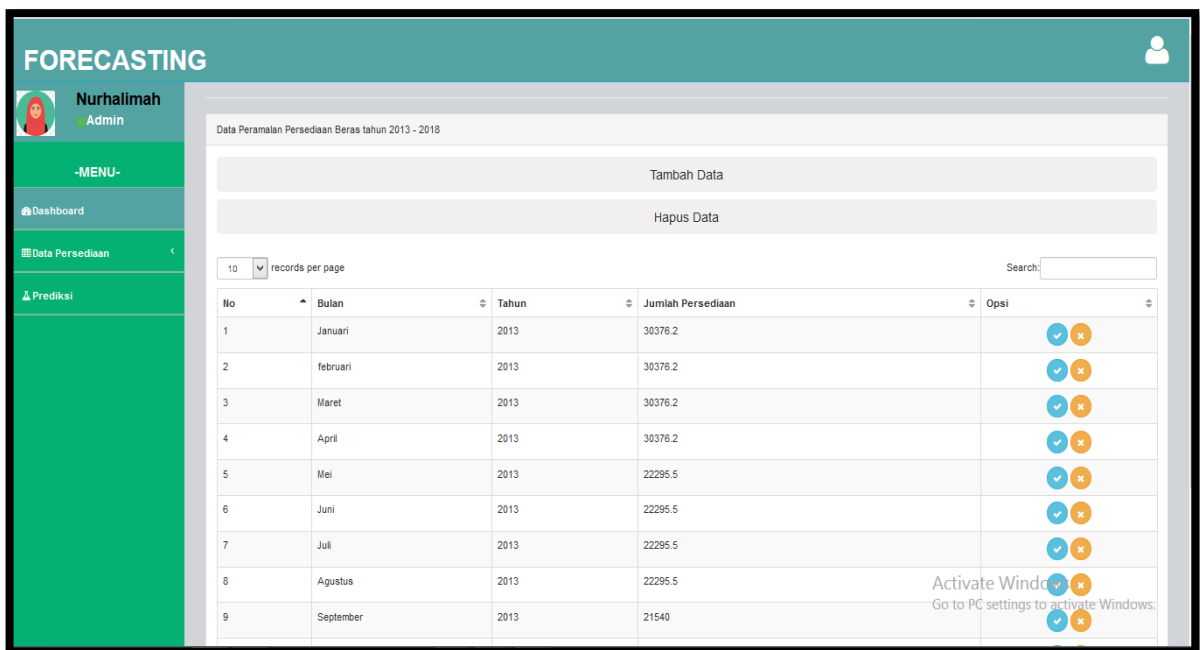 FORECASTING
Nurhalimah
Admin
-MENU-
Dashboard
Data Persediaan
Prediksi
Data Peramalan Persediaan Beras tahun 2013 - 2018
Tambah Data
Hapus Data
10 records per page Search:
No Bulan Tahun Jumlah Persediaan Opsi
1 Januari 2013 30376.2
2 februari 2013 30376.2
3 Maret 2013 30376.2
4 April 2013 30376.2
5 Mei 2013 22295.5
6 Juni 2013 22295.5
7 Juli 2013 22295.5
8 Agustus 2013 22295.5
9 September 2013 21540
Activate Windows
Go to PC settings to activate Windows.